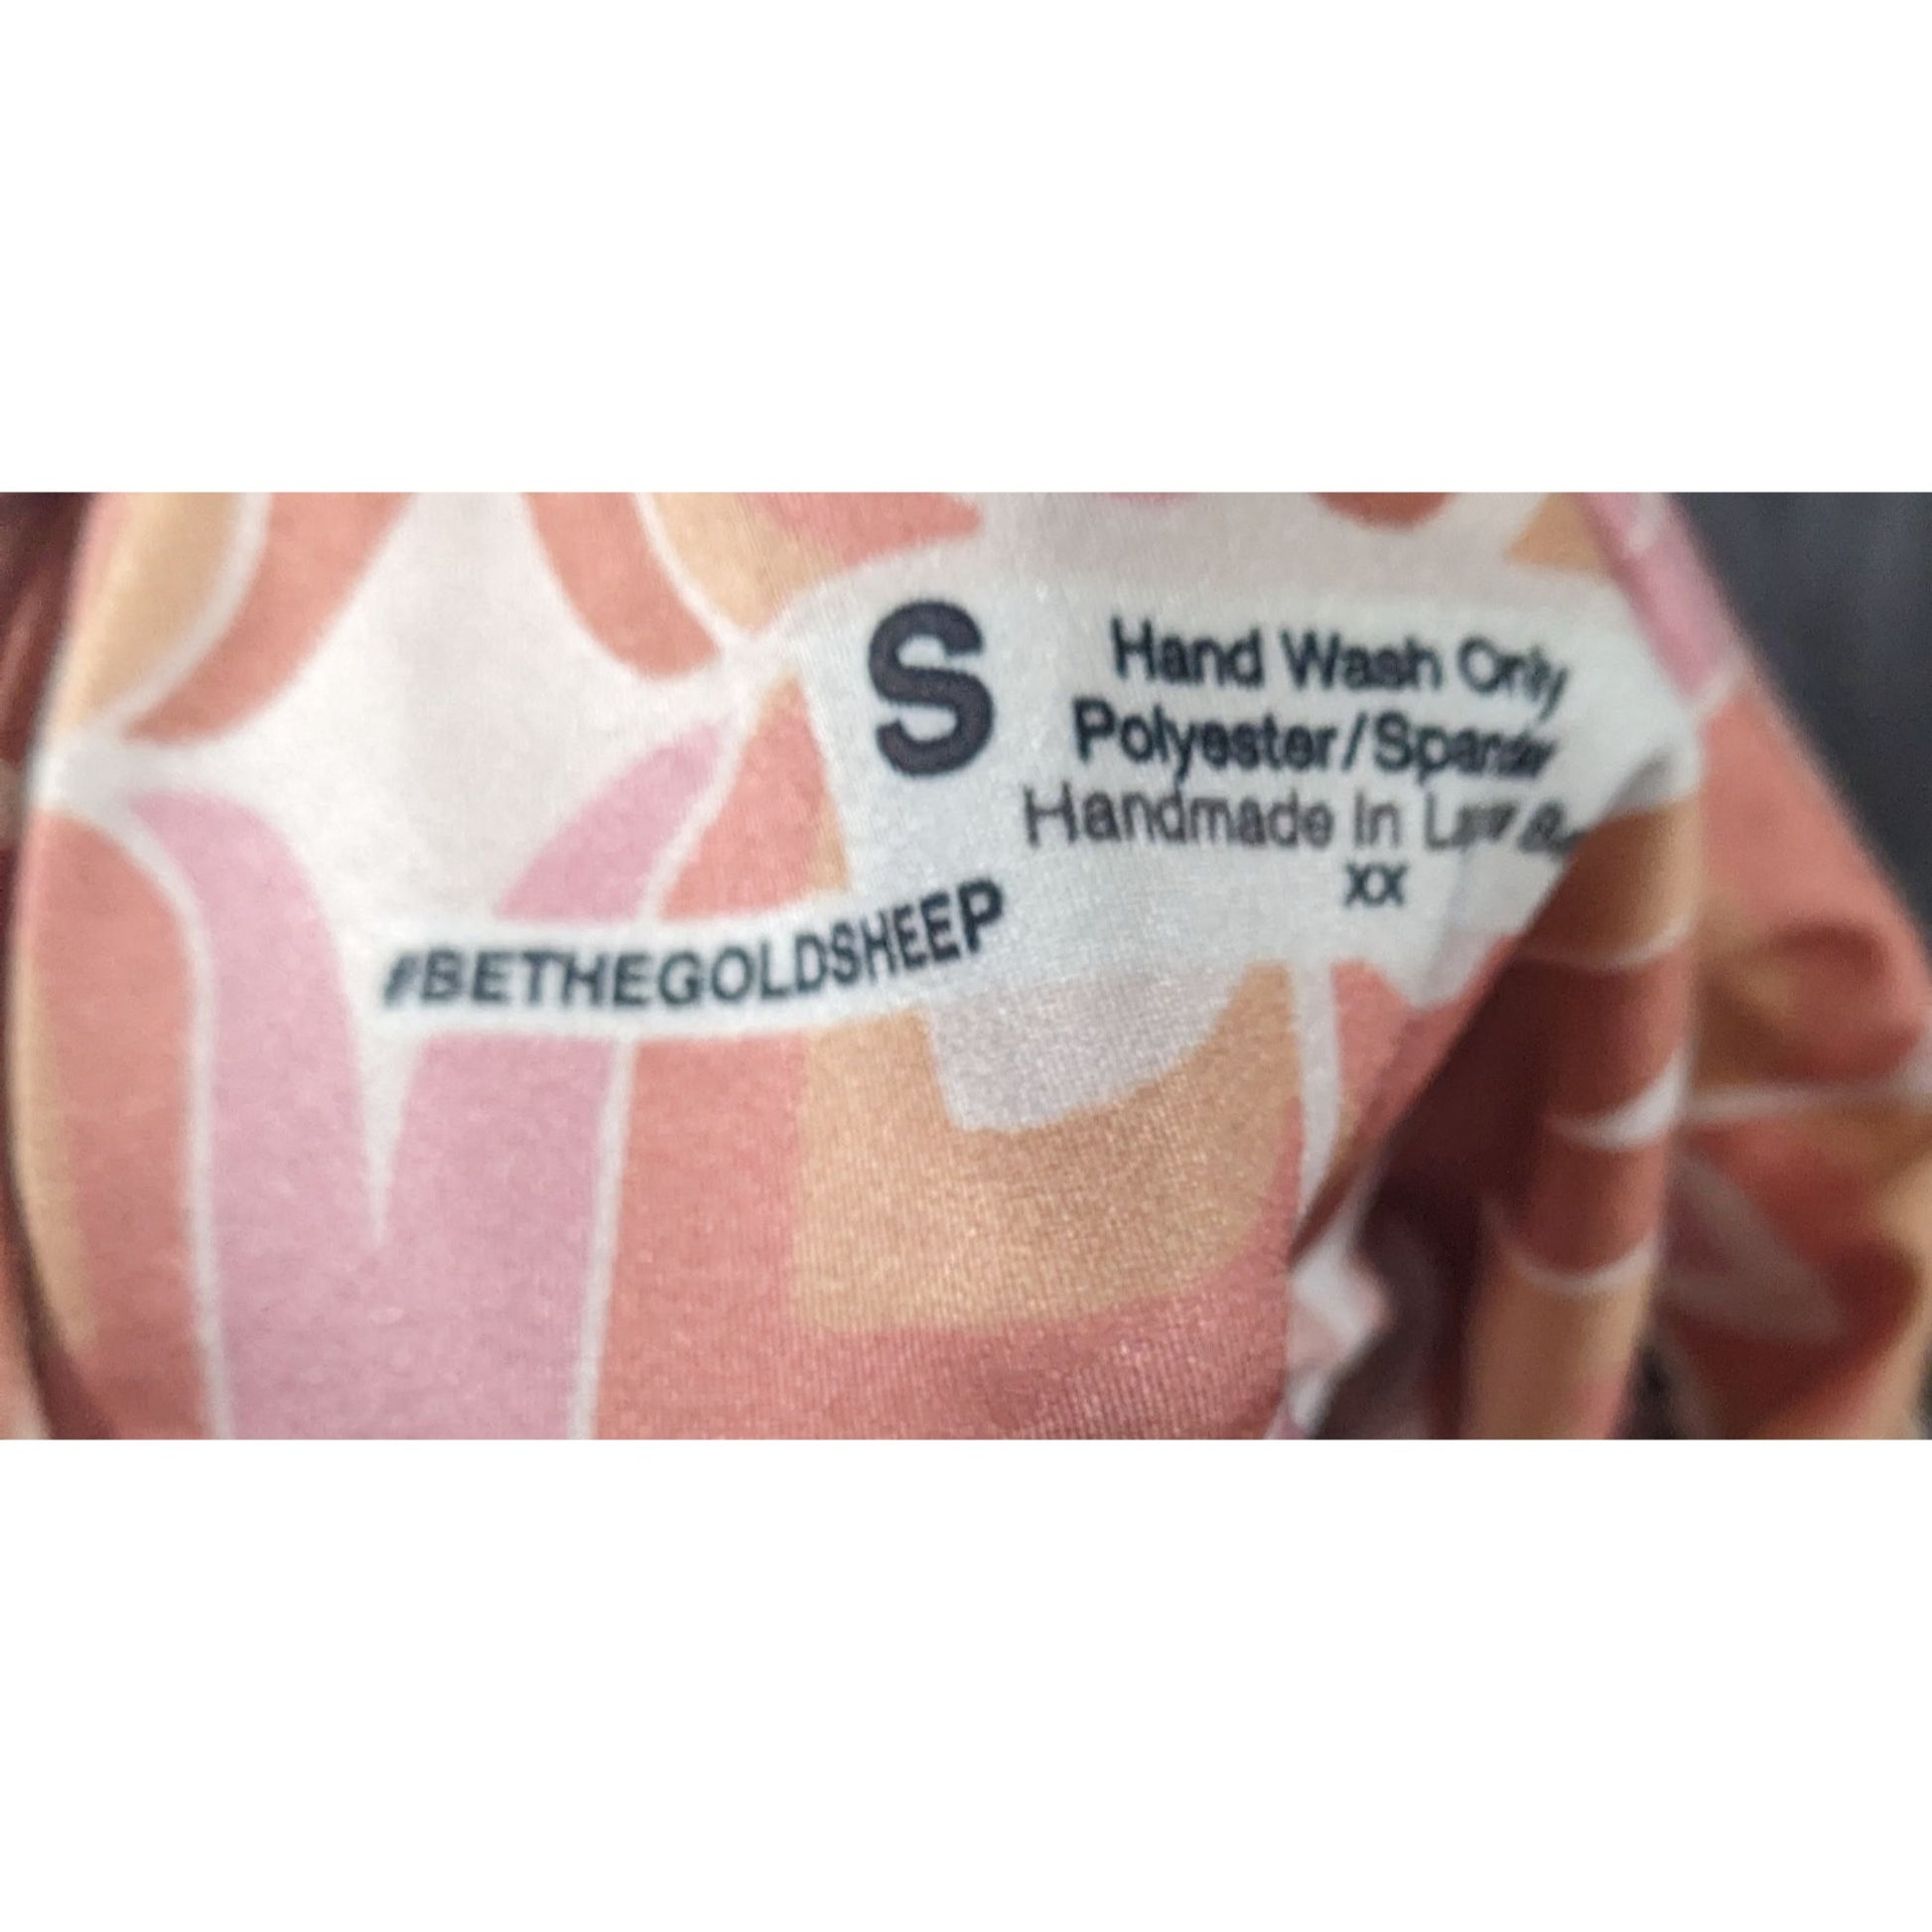 S
Hand Wash Only
Polyester/Spandex
Handmade in
XX
#BETHEGOLDSHEEP